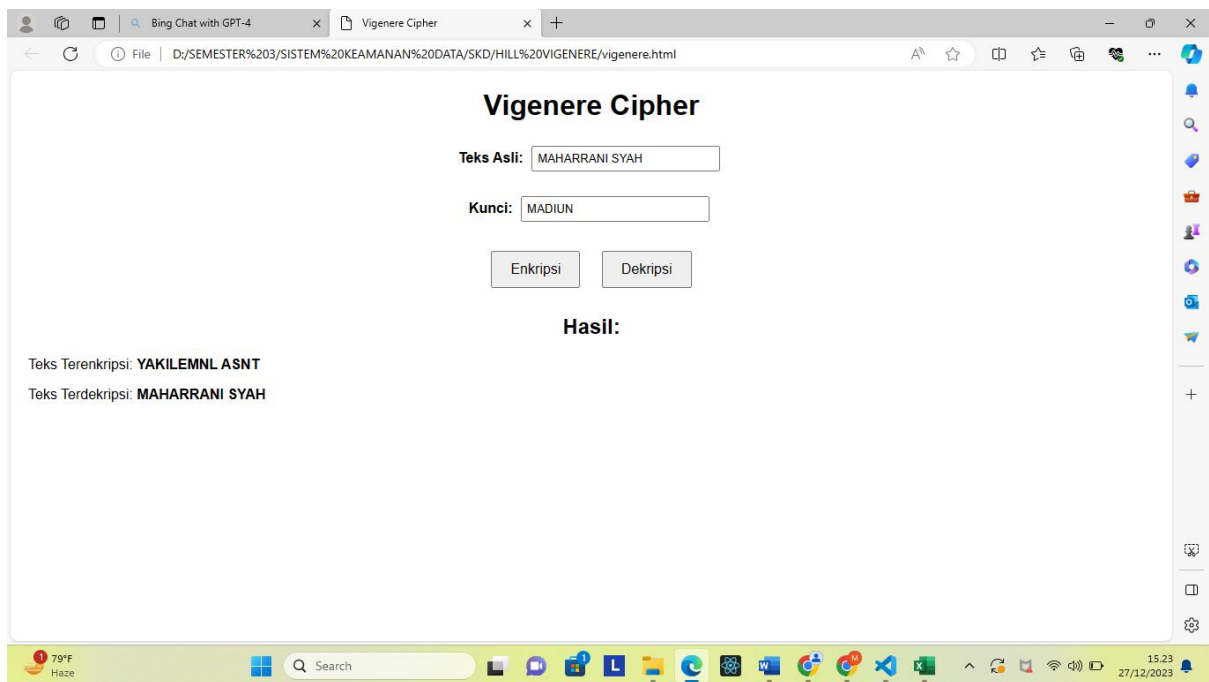 Bing Chat with GPT-4
Vigenere Cipher
File | D:/SEMESTER%203/SISTEM%20KEAMANAN%20DATA/SKD/HILL%20VIGENERE/vigenere.html
Vigenere Cipher
Teks Asli: MAHARRANI SYAH
Kunci: MADIUN
Enkripsi Dekripsi
Hasil:
Teks Terenkripsi: YAKILEMNL ASNT
Teks Terdekripsi: MAHARRANI SYAH
1 79°F
Haze
Search
15.23
27/12/2023